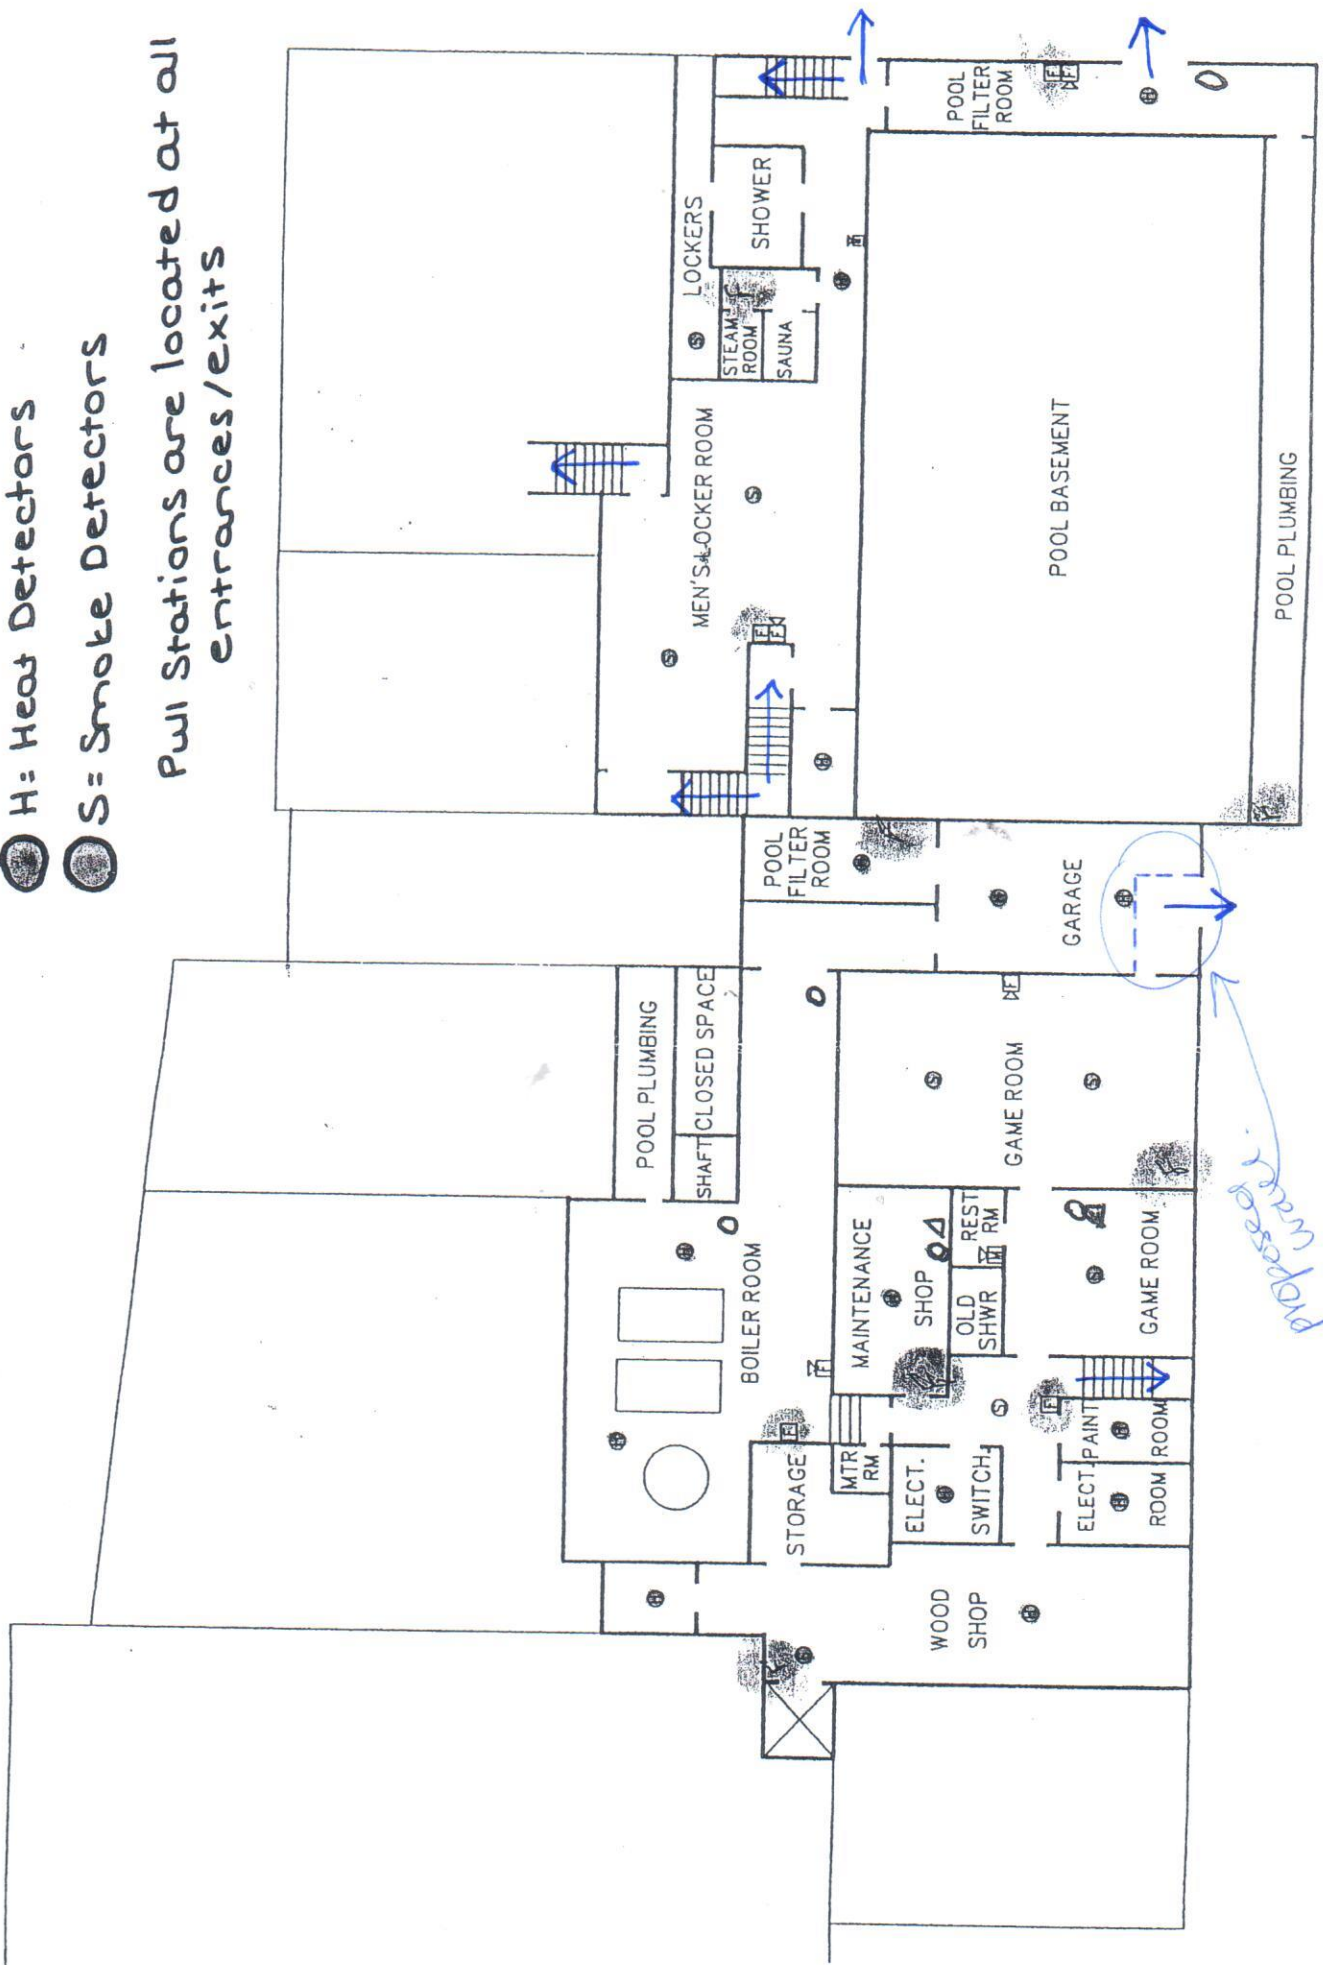 H= Heat Detectors
S= Smoke Detectors
Pull Stations are located at all
entrances/exits
LOCKERS
SHOWER
STEAM
ROOM
SAUNA
POOL
FILTER
ROOM
MEN'S LOCKER ROOM
POOL BASEMENT
POOL PLUMBING
POOL
FILTER
ROOM
GARAGE
POOL PLUMBING
CLOSED SPACE
SHAFT
GAME ROOM
BOILER ROOM
MAINTENANCE
SHOP
REST
RM
OLD
SHWR
GAME ROOM
STORAGE
MTR
RM
ELECT.
SWITCH.
PAINT
ROOM
ELECT.
ROOM
WOOD
SHOP
proposed
walls.
H
H
H
H
H
H
H
H
H
H
H
H
H
H
S
S
S
S
S
S
S
S
S
F
F
F
F
F
F
F
F
M
M